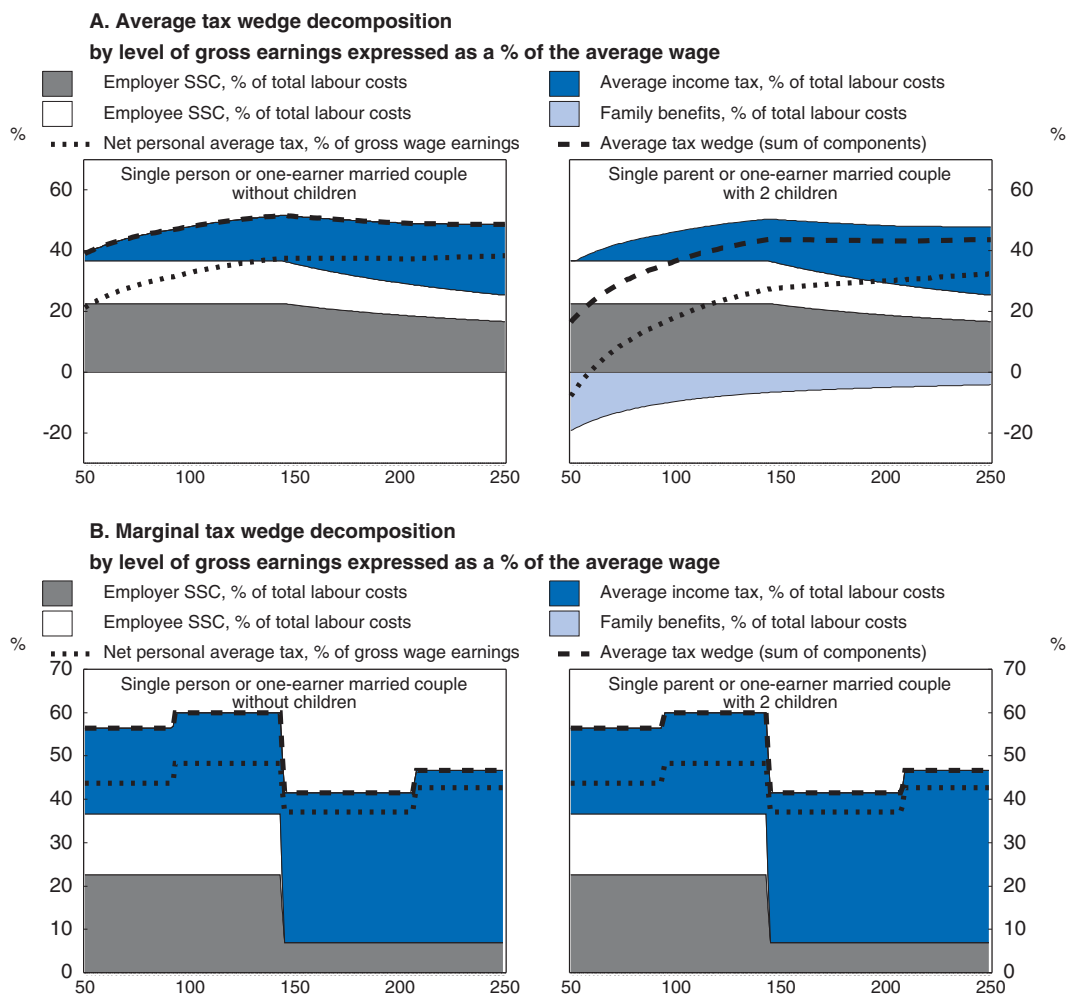 A. Average tax wedge decomposition
by level of gross earnings expressed as a % of the average wage
Employer SSC, % of total labour costs
Average income tax, % of total labour costs
Employee SSC, % of total labour costs
Family benefits, % of total labour costs
%
Net personal average tax, % of gross wage earnings
Average tax wedge (sum of components)
%
Single person or one-earner married couple
without children
Single parent or one-earner married couple
with 2 children
60
40
20
0
-20
60
40
20
0
-20
50 100 150 200 250
50 100 150 200 250
B. Marginal tax wedge decomposition
by level of gross earnings expressed as a % of the average wage
Employer SSC, % of total labour costs
Average income tax, % of total labour costs
Employee SSC, % of total labour costs
Family benefits, % of total labour costs
%
Net personal average tax, % of gross wage earnings
Average tax wedge (sum of components)
%
Single person or one-earner married couple
without children
Single parent or one-earner married couple
with 2 children
70
60
50
40
30
20
10
0
70
60
50
40
30
20
10
0
50 100 150 200 250
50 100 150 200 250